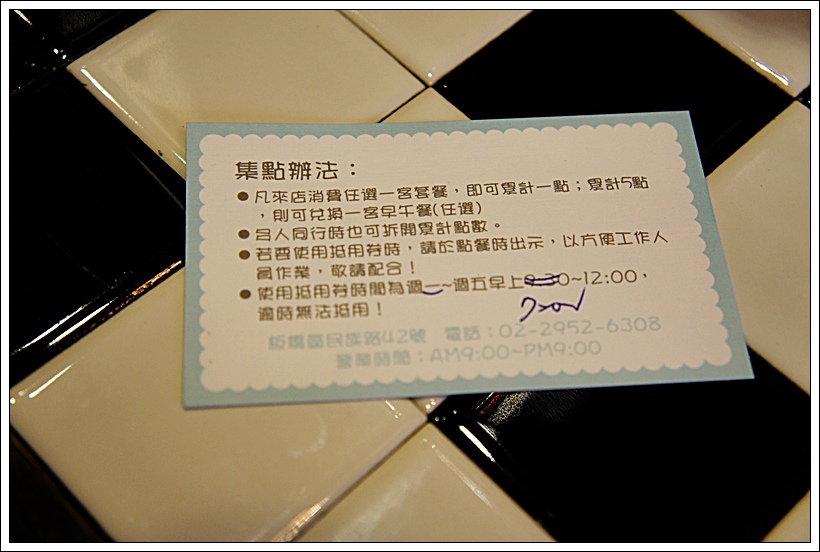 集點辦法：
●凡來店消費任選一客套餐，即可累計一點；累計5點
，則可兌換一客早午餐(任選)
●多人同行時也可拆開累計點數。
●若要使用抵用券時，請於點餐時出示，以方便工作人
員作業，敬請配合！
●使用抵用券時間為週一~週五早上9:30~12:00，
逾時無法抵用！
板橋區民族路42號 電話：02-2952-6308
營業時間：AM9:00~PM9:00